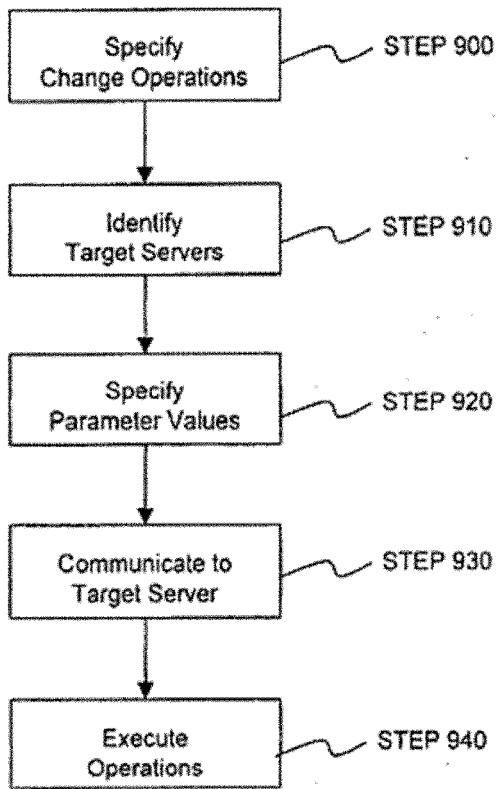 Specify
Change Operations
STEP 900
Identify
Target Servers
STEP 910
Specify
Parameter Values
STEP 920
Communicate to
Target Server
STEP 930
Execute
Operations
STEP 940